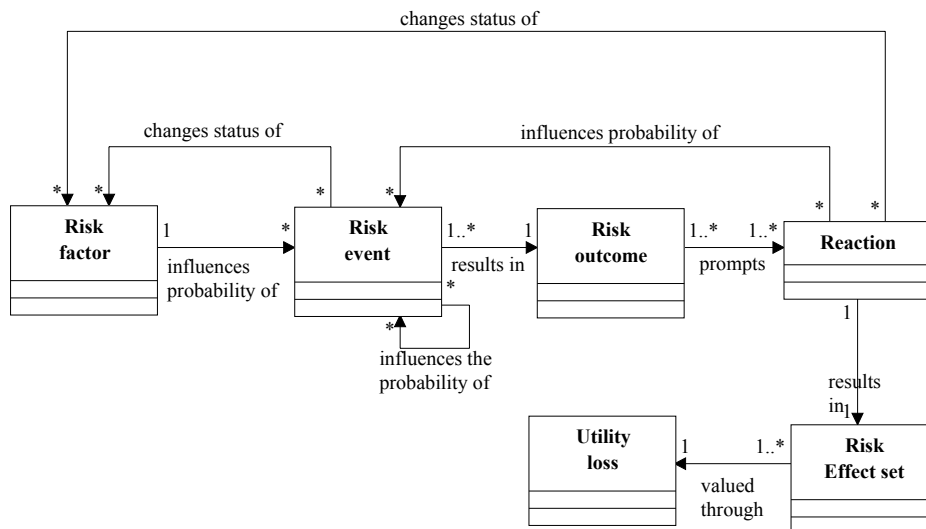 changes status of
changes status of
influences probability of
* * * * * *
Risk
factor
1
*
influences
probability of
Risk
event
1..* 1
results in
*
*
influences the
probability of
Risk
outcome
1..* 1..*
prompts
Reaction
1
results
in
1
Utility
loss
1 1..*
valued
through
Risk
Effect set